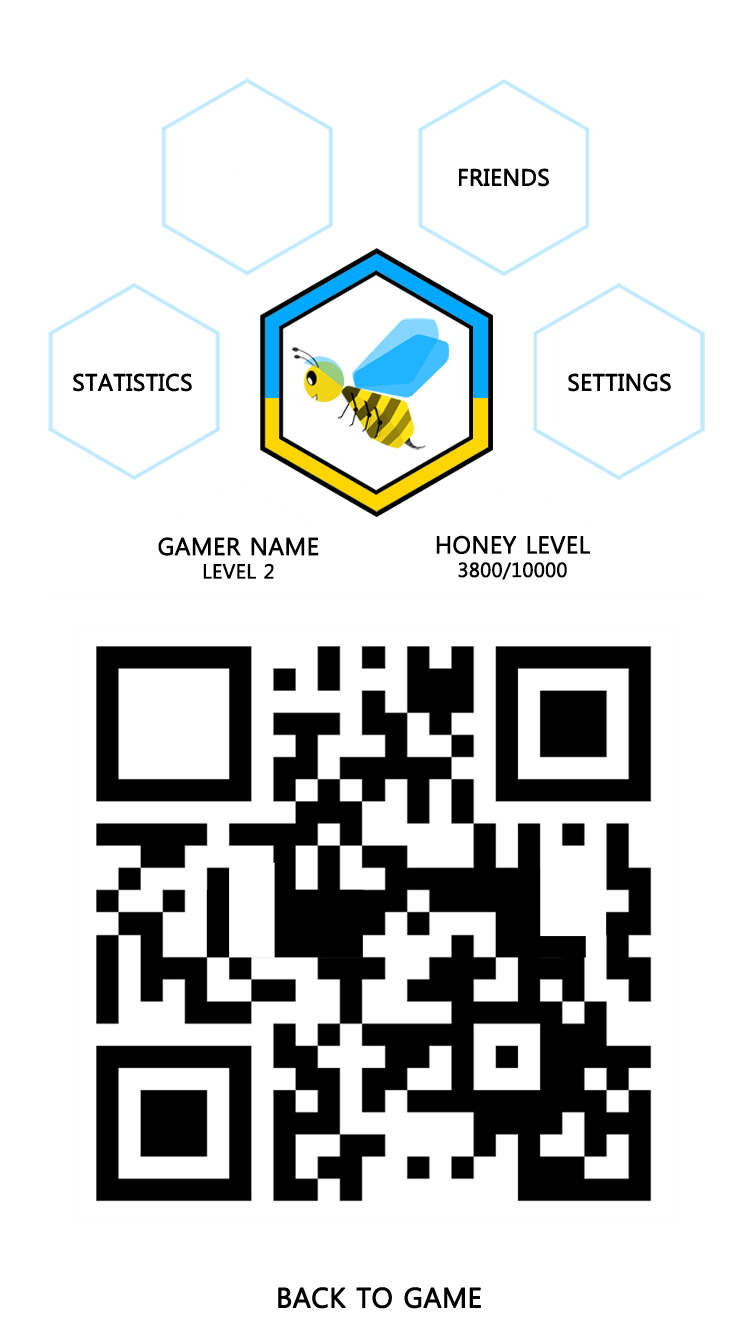 FRIENDS
STATISTICS
SETTINGS
GAMER NAME
LEVEL 2
HONEY LEVEL
3800/10000
BACK TO GAME